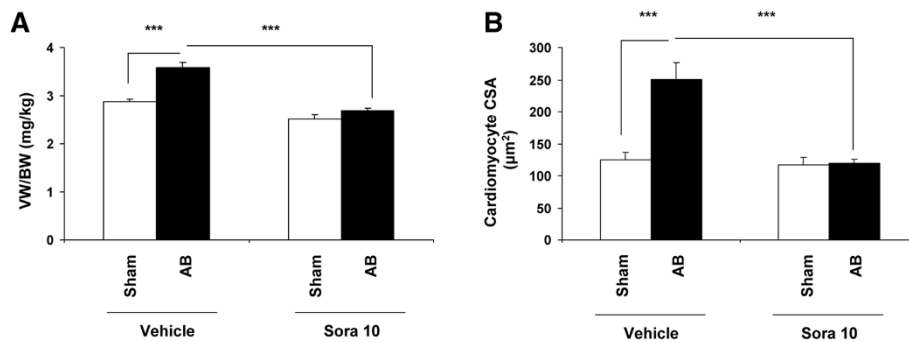 A
*** ***
4
3
2
1
0
VW/BW (mg/kg)
Sham AB Sham AB
Vehicle Sora 10
B
*** ***
300
250
200
150
100
50
0
Cardiomyocyte CSA
(µm²)
Sham AB Sham AB
Vehicle Sora 10